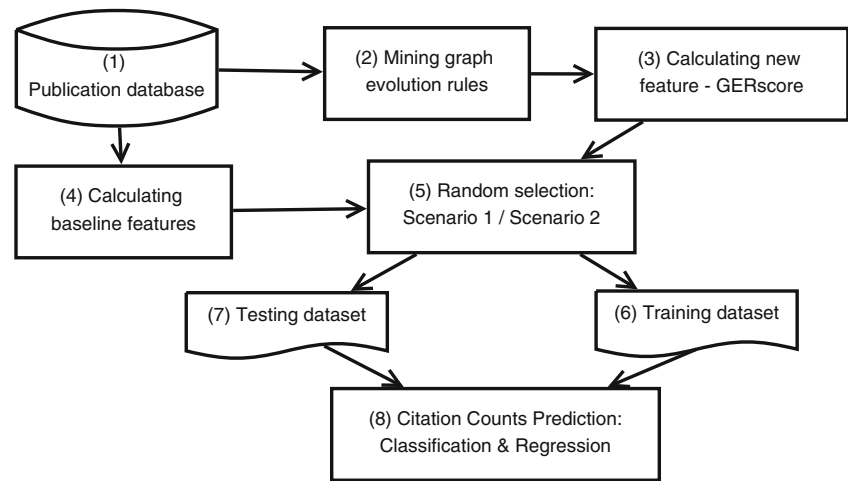 (1)
Publication database
(2) Mining graph
evolution rules
(3) Calculating new
feature - GERscore
(4) Calculating
baseline features
(5) Random selection:
Scenario 1 / Scenario 2
(7) Testing dataset
(6) Training dataset
(8) Citation Counts Prediction:
Classification & Regression